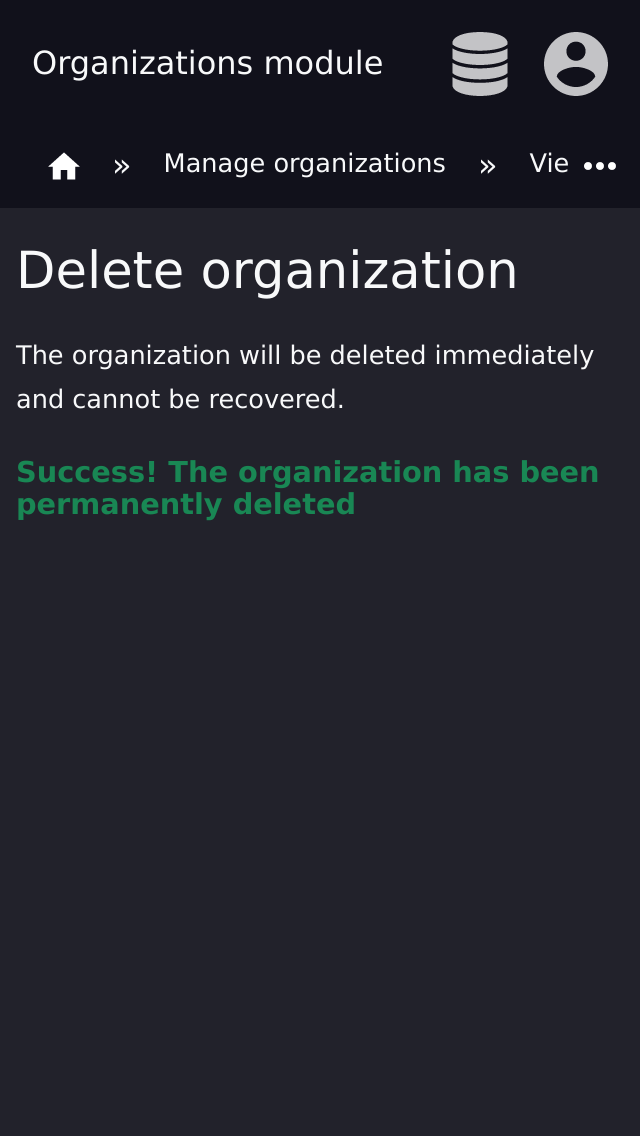 Organizations module
» Manage organizations » Vie
Delete organization
The organization will be deleted immediately
and cannot be recovered.
Success! The organization has been
permanently deleted